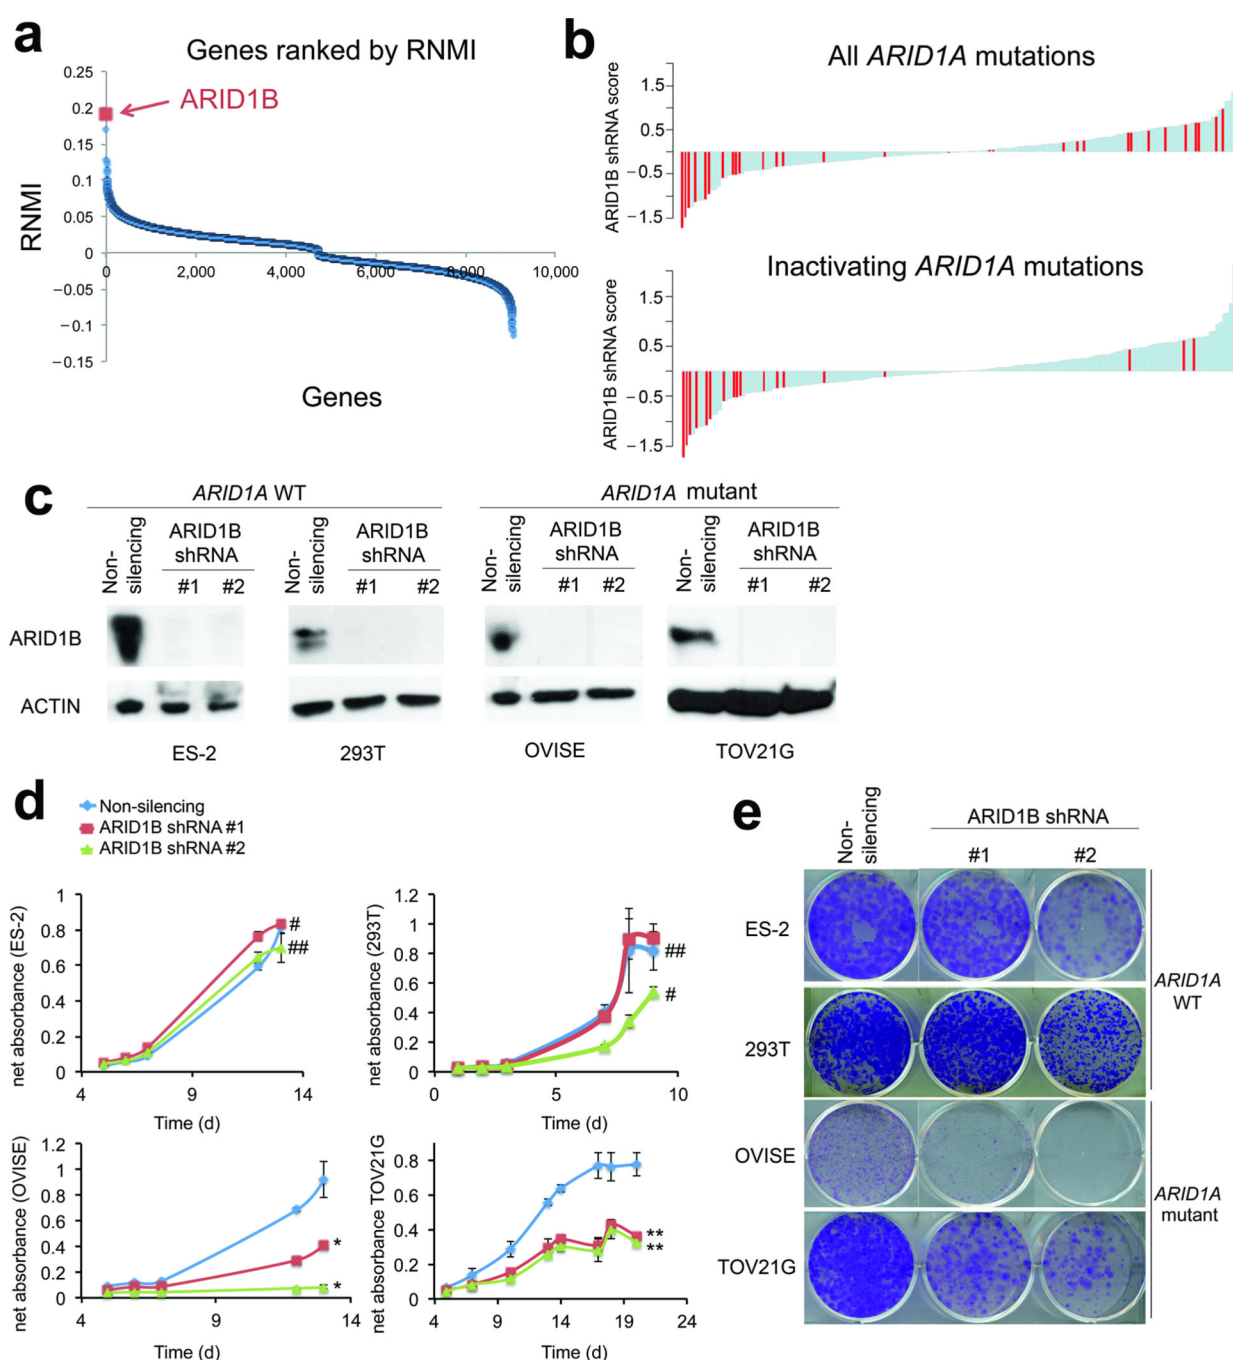 a
Genes ranked by RNMI
0.25
0.2
0.15
0.1
0.05
0
−0.05
−0.1
−0.15
ARID1B
RNMI
0
2,000
4,000
6,000
8,000
10,000
Genes
b
All ARID1A mutations
ARID1B shRNA score
1.5
0.5
−0.5
−1.5
Inactivating ARID1A mutations
ARID1B shRNA score
1.5
0.5
−0.5
−1.5
c
ARID1A WT
ARID1A mutant
Non-silencing
ARID1B shRNA
#1 #2
Non-silencing
ARID1B shRNA
#1 #2
Non-silencing
ARID1B shRNA
#1 #2
Non-silencing
ARID1B shRNA
#1 #2
ARID1B
ACTIN
ES-2
293T
OVISE
TOV21G
d
Non-silencing
ARID1B shRNA #1
ARID1B shRNA #2
net absorbance (ES-2)
1
0.8
0.6
0.4
0.2
0
#
##
4 9 14
Time (d)
net absorbance (293T)
1.2
1
0.8
0.6
0.4
0.2
0
##
#
0 5 10
Time (d)
net absorbance (OVISE)
1.2
1
0.8
0.6
0.4
0.2
0
*
*
4 9 14
Time (d)
net absorbance TOV21G
0.8
0.6
0.4
0.2
0
**
**
4 9 14 19 24
Time (d)
e
Non-silencing
ARID1B shRNA
#1 #2
ES-2
293T
OVISE
TOV21G
ARID1A WT
ARID1A mutant